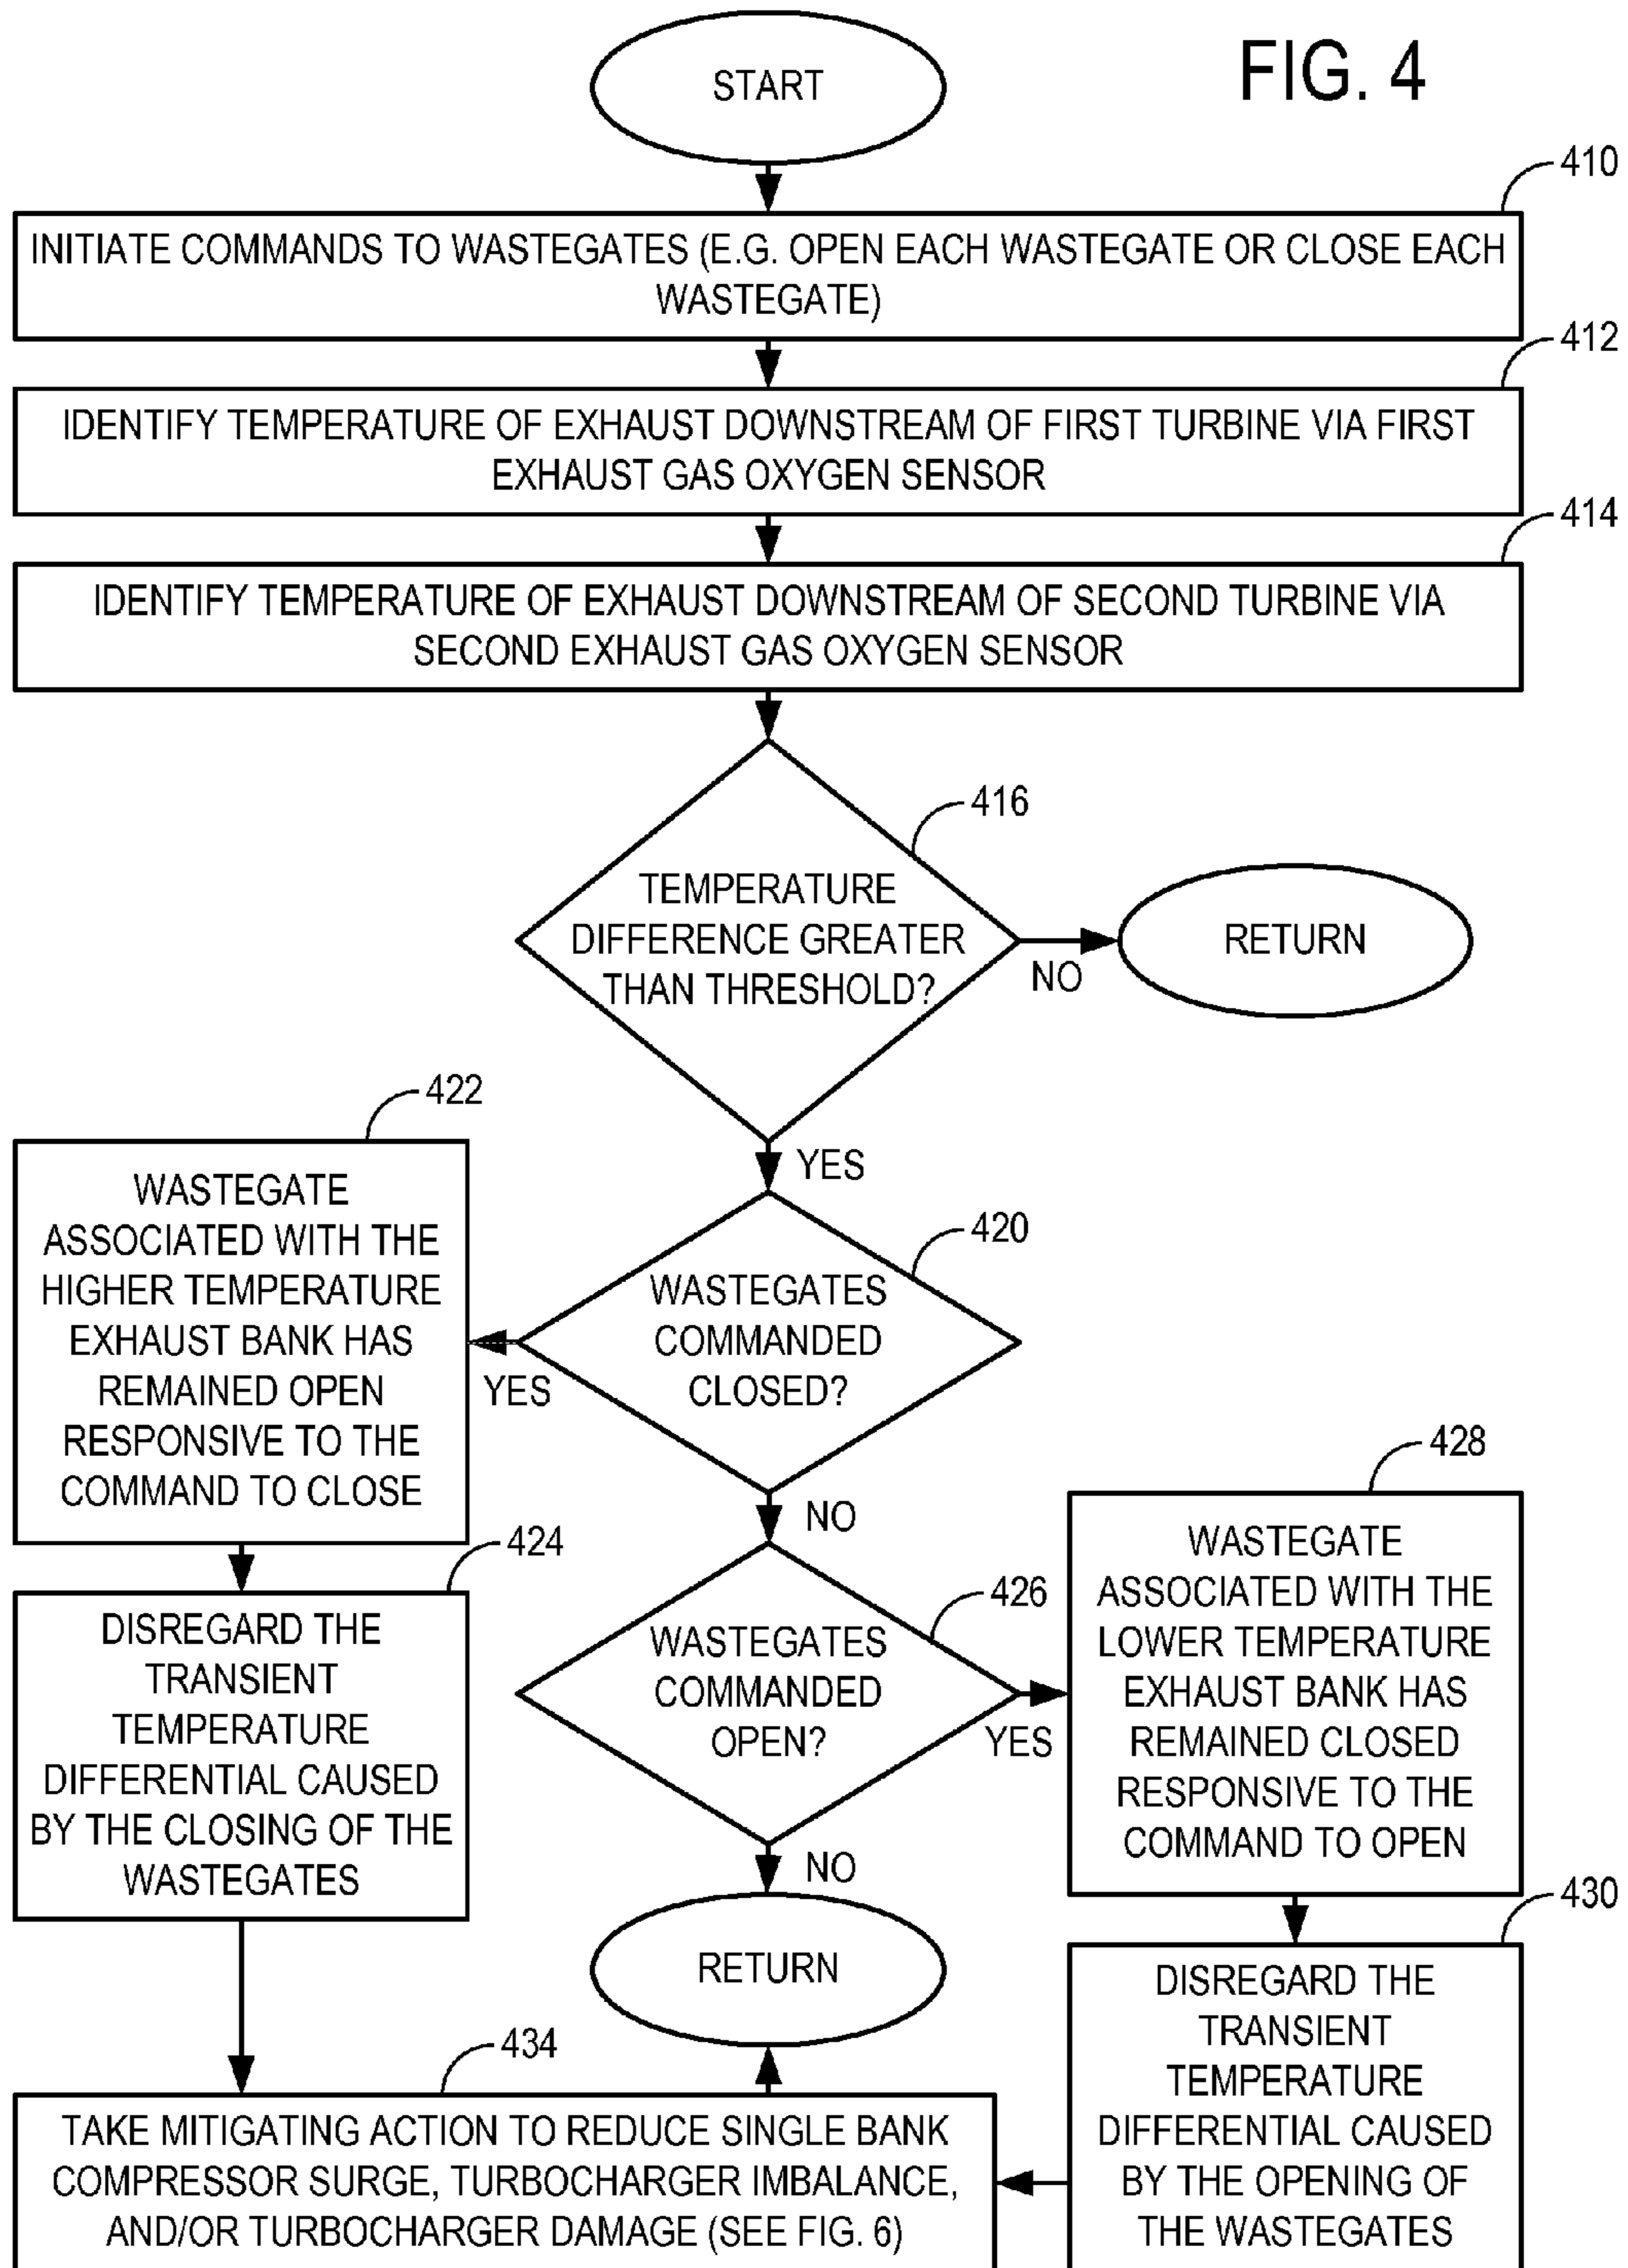 FIG. 4
START
410
INITIATE COMMANDS TO WASTEGATES (E.G. OPEN EACH WASTEGATE OR CLOSE EACH
WASTEGATE)
412
IDENTIFY TEMPERATURE OF EXHAUST DOWNSTREAM OF FIRST TURBINE VIA FIRST
EXHAUST GAS OXYGEN SENSOR
414
IDENTIFY TEMPERATURE OF EXHAUST DOWNSTREAM OF SECOND TURBINE VIA
SECOND EXHAUST GAS OXYGEN SENSOR
416
TEMPERATURE
DIFFERENCE GREATER
THAN THRESHOLD?
NO
RETURN
YES
420
WASTEGATES
COMMANDED
CLOSED?
YES
422
WASTEGATE
ASSOCIATED WITH THE
HIGHER TEMPERATURE
EXHAUST BANK HAS
REMAINED OPEN
RESPONSIVE TO THE
COMMAND TO CLOSE
424
DISREGARD THE
TRANSIENT
TEMPERATURE
DIFFERENTIAL CAUSED
BY THE CLOSING OF THE
WASTEGATES
NO
426
WASTEGATES
COMMANDED
OPEN?
YES
428
WASTEGATE
ASSOCIATED WITH THE
LOWER TEMPERATURE
EXHAUST BANK HAS
REMAINED CLOSED
RESPONSIVE TO THE
COMMAND TO OPEN
NO
RETURN
430
DISREGARD THE
TRANSIENT
TEMPERATURE
DIFFERENTIAL CAUSED
BY THE OPENING OF
THE WASTEGATES
434
TAKE MITIGATING ACTION TO REDUCE SINGLE BANK
COMPRESSOR SURGE, TURBOCHARGER IMBALANCE,
AND/OR TURBOCHARGER DAMAGE (SEE FIG. 6)